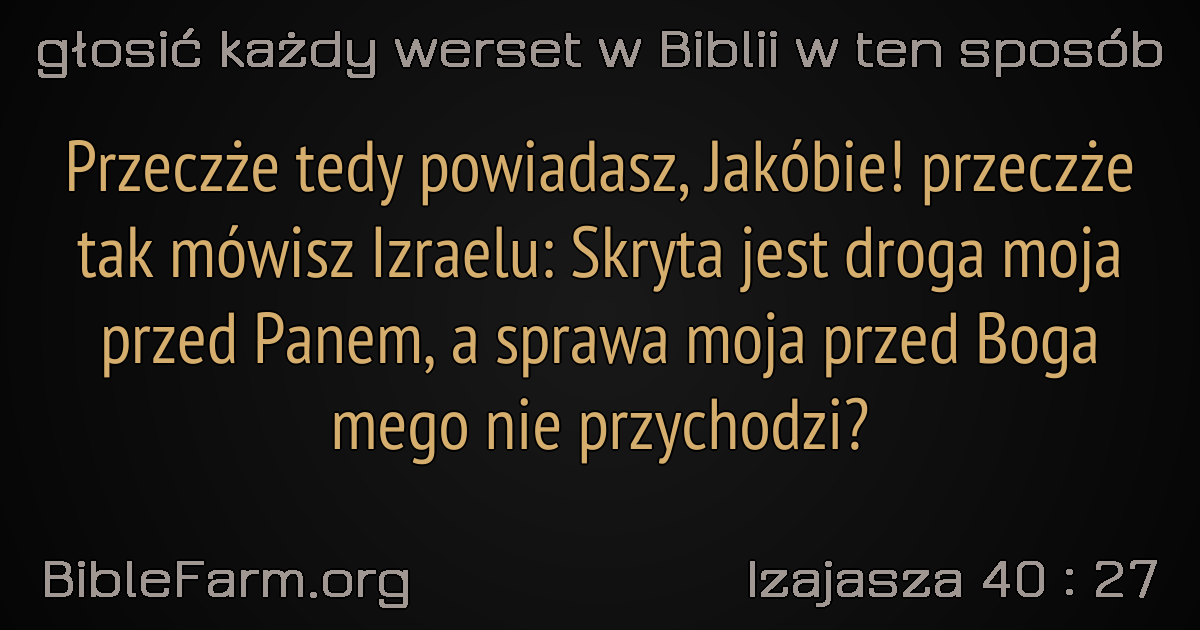 głosić każdy werset w Biblii w ten sposób
Przeczże tedy powiadasz, Jakóbie! przeczże
tak mówisz Izraelu: Skryta jest droga moja
przed Panem, a sprawa moja przed Boga
mego nie przychodzi?
BibleFarm.org
Izajasza 40 : 27